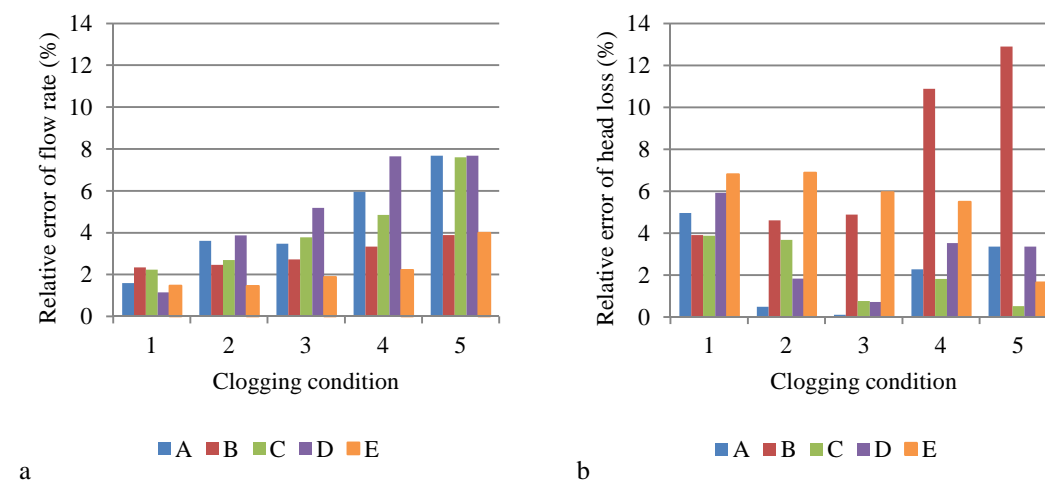 Relative error of flow rate (%)
14
12
10
8
6
4
2
0
1 2 3 4 5
Clogging condition
A B C D E
a
Relative error of head loss (%)
14
12
10
8
6
4
2
0
1 2 3 4 5
Clogging condition
A B C D E
b